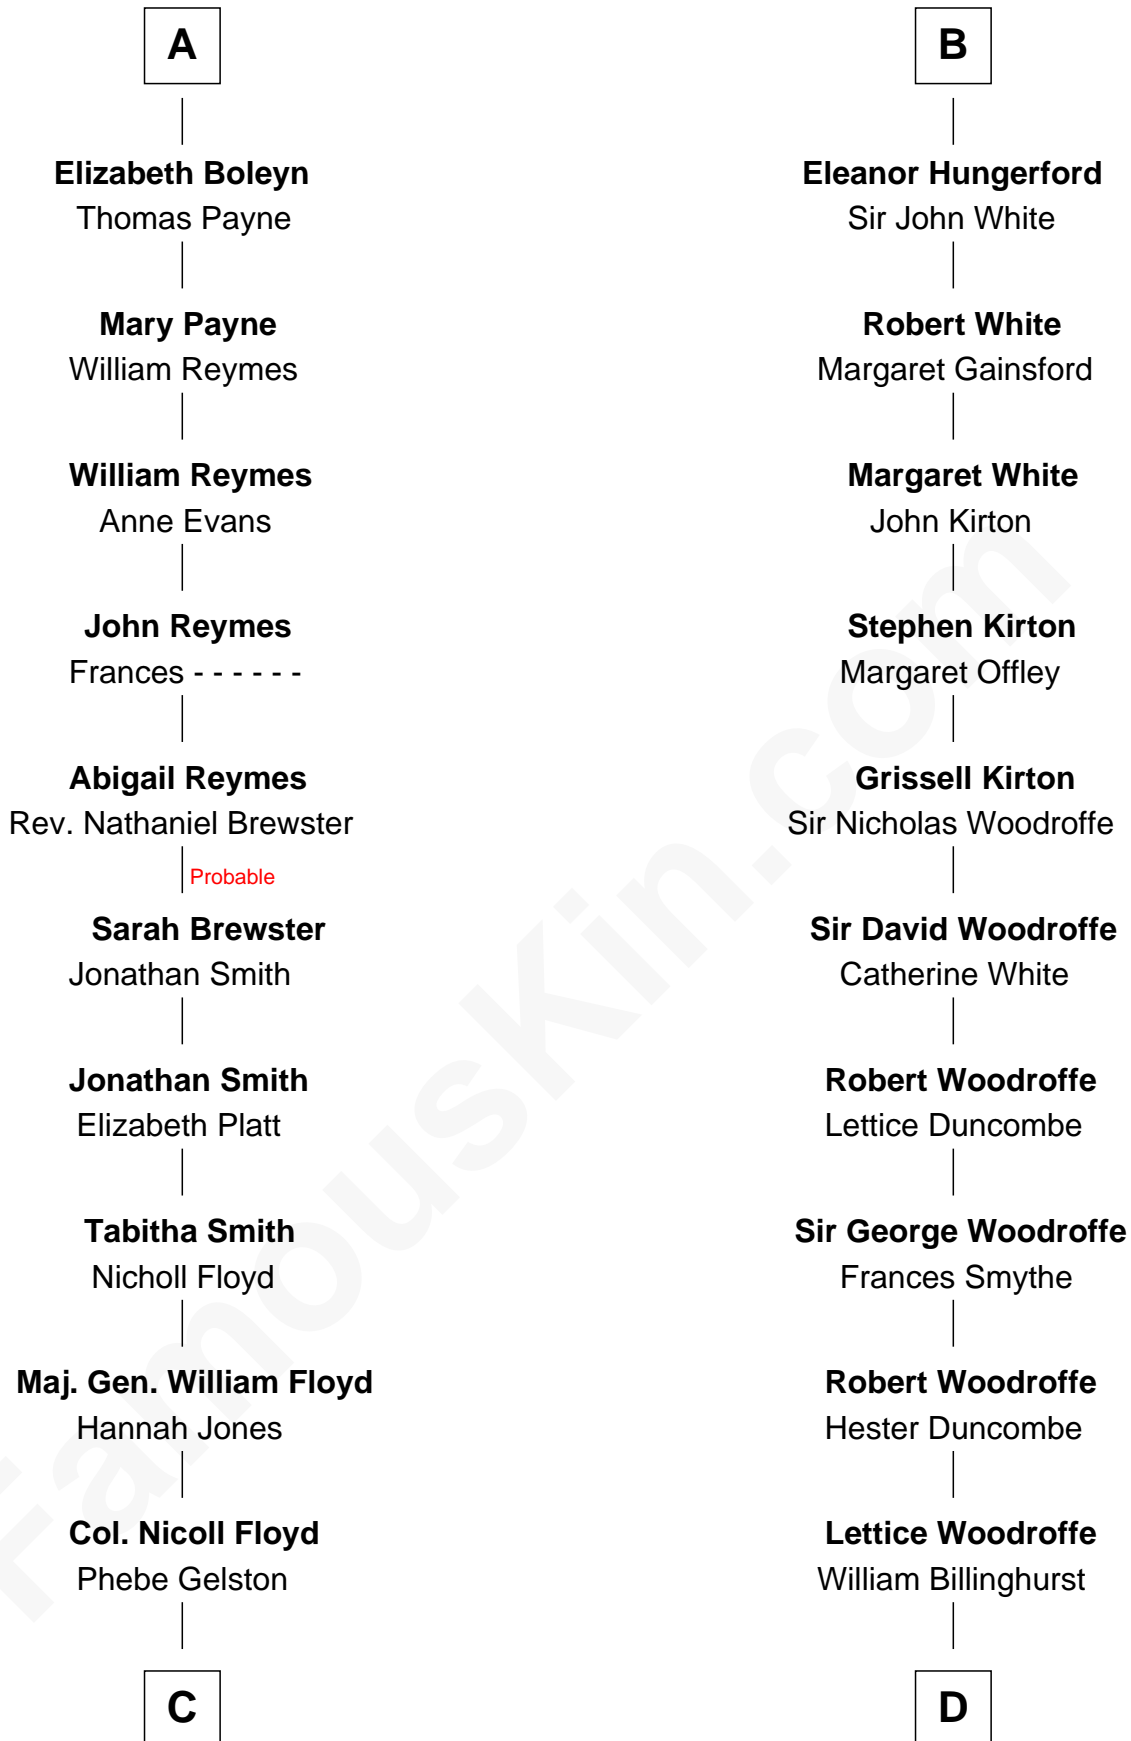 A
Elizabeth Boleyn
Thomas Payne
Mary Payne
William Reymes
William Reymes
Anne Evans
John Reymes
Frances - - - - - -
Abigail Reymes
Rev. Nathaniel Brewster
Probable
Sarah Brewster
Jonathan Smith
Jonathan Smith
Elizabeth Platt
Tabitha Smith
Nicholl Floyd
Maj. Gen. William Floyd
Hannah Jones
Col. Nicoll Floyd
Phebe Gelston
C
B
Eleanor Hungerford
Sir John White
Robert White
Margaret Gainsford
Margaret White
John Kirton
Stephen Kirton
Margaret Offley
Grissell Kirton
Sir Nicholas Woodroffe
Sir David Woodroffe
Catherine White
Robert Woodroffe
Lettice Duncombe
Sir George Woodroffe
Frances Smythe
Robert Woodroffe
Hester Duncombe
Lettice Woodroffe
William Billinghurst
D
FamousKin.com